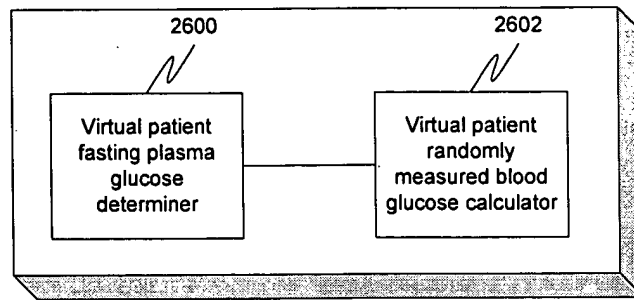 2600
2602
Virtual patient
fasting plasma
glucose
determiner
Virtual patient
randomly
measured blood
glucose calculator